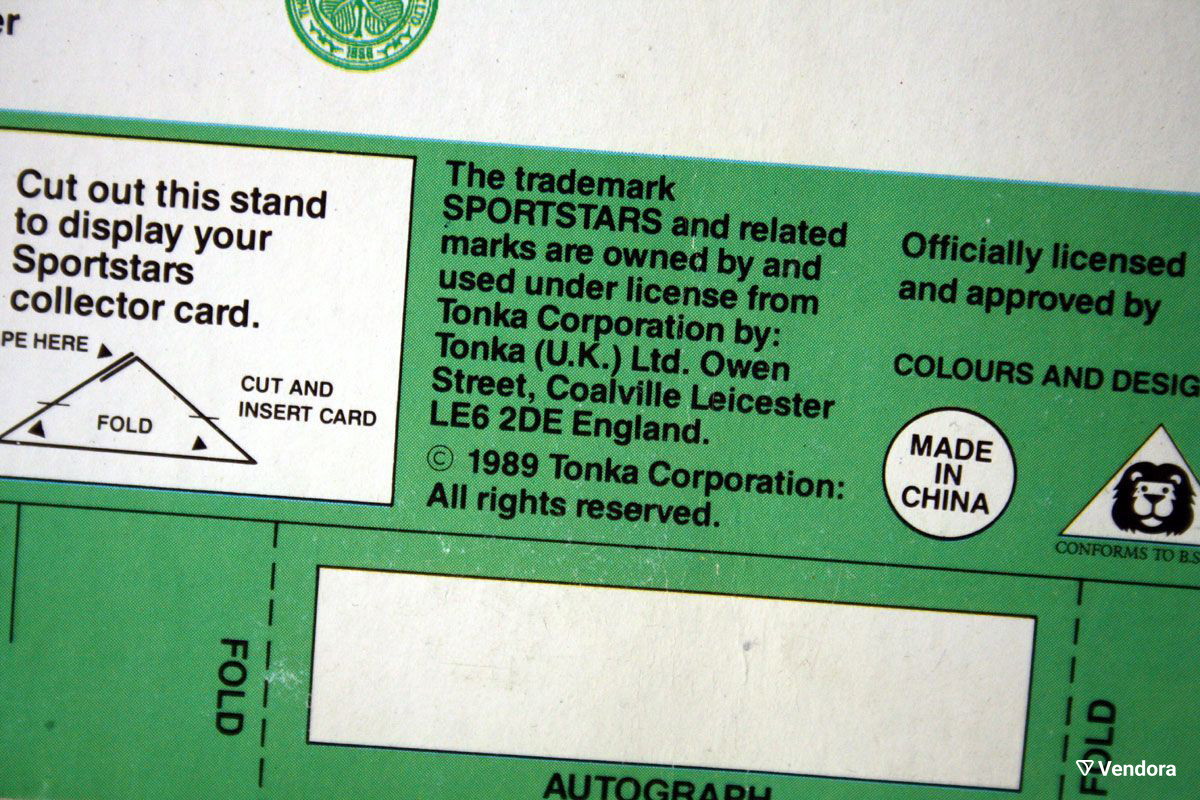 er
1888
Cut out this stand
to display your
Sportstars
collector card.
PE HERE
FOLD
CUT AND
INSERT CARD
The trademark
SPORTSTARS and related
marks are owned by and
used under license from
Tonka Corporation by:
Tonka (U.K.) Ltd. Owen
Street, Coalville Leicester
LE6 2DE England.
© 1989 Tonka Corporation:
All rights reserved.
Officially licensed
and approved by
COLOURS AND DESIG
MADE
IN
CHINA
CONFORMS TO B.S
FOLD
FOLD
AUTOGRAPH
Vendora